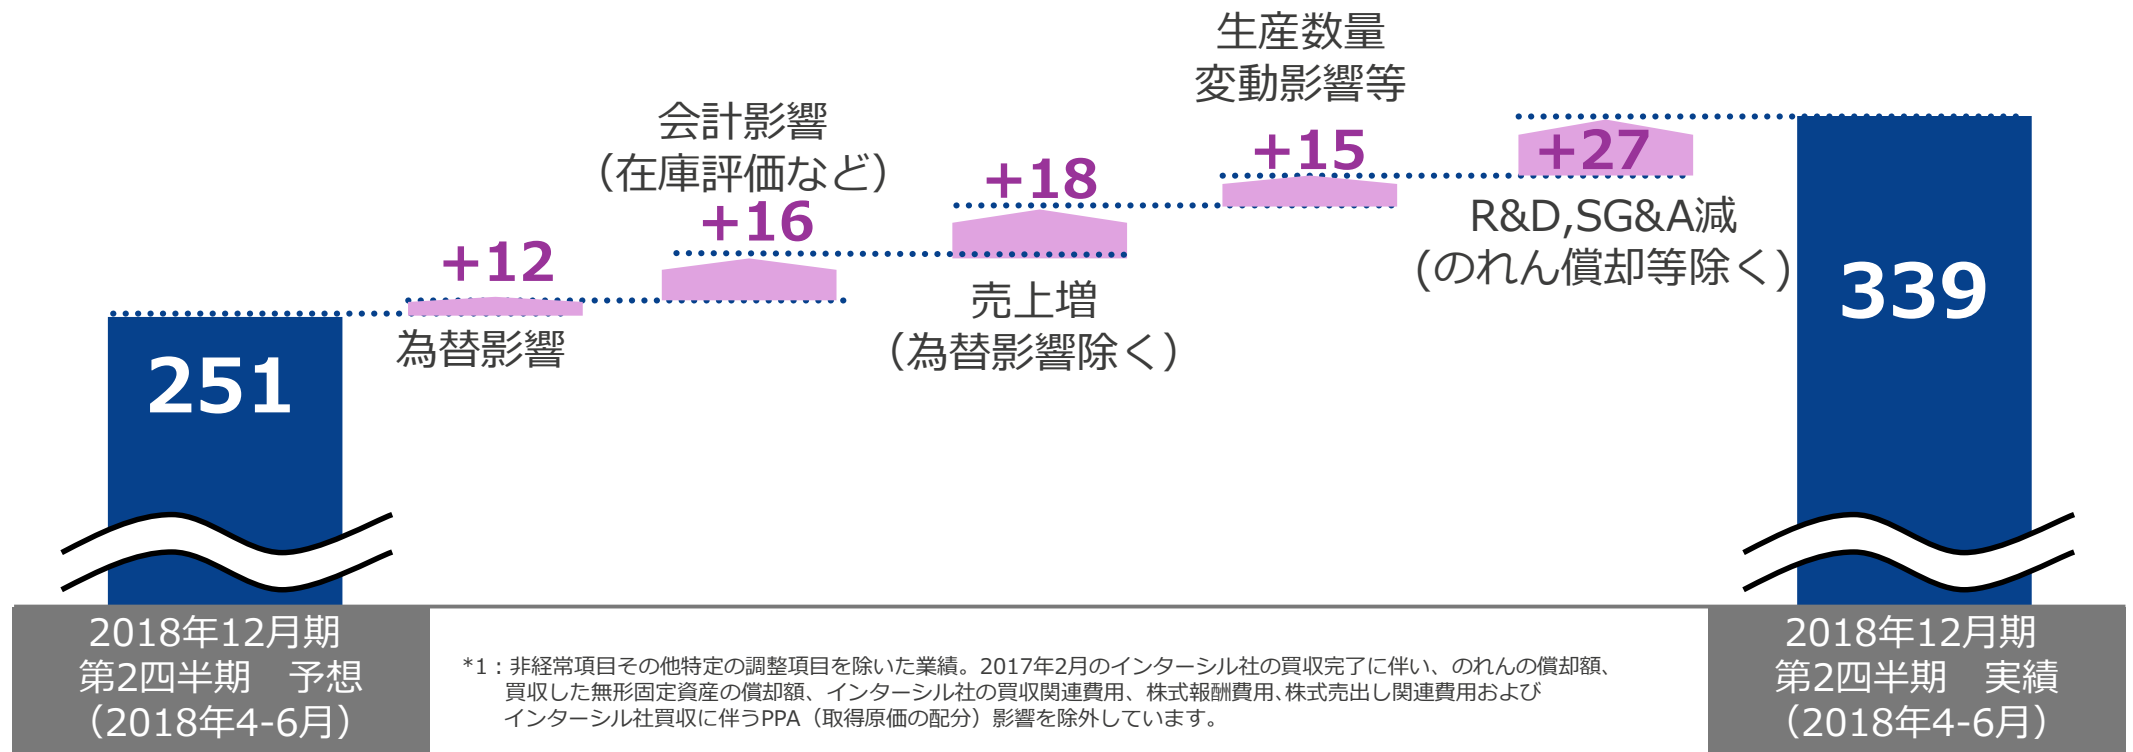 生産数量
変動影響等
会計影響
（在庫評価など）
+27
+15
+18
+16
+12
R&D,SG&A減
(のれん償却等除く)
339
売上増
（為替影響除く）
為替影響
251
2018年12月期
第2四半期　予想
（2018年4-6月）
*1：非経常項目その他特定の調整項目を除いた業績。2017年2月のインターシル社の買収完了に伴い、のれんの償却額、
買収した無形固定資産の償却額、インターシル社の買収関連費用、株式報酬費用、株式売出し関連費用および
インターシル社買収に伴うPPA（取得原価の配分）影響を除外しています。
2018年12月期
第2四半期　実績
（2018年4-6月）